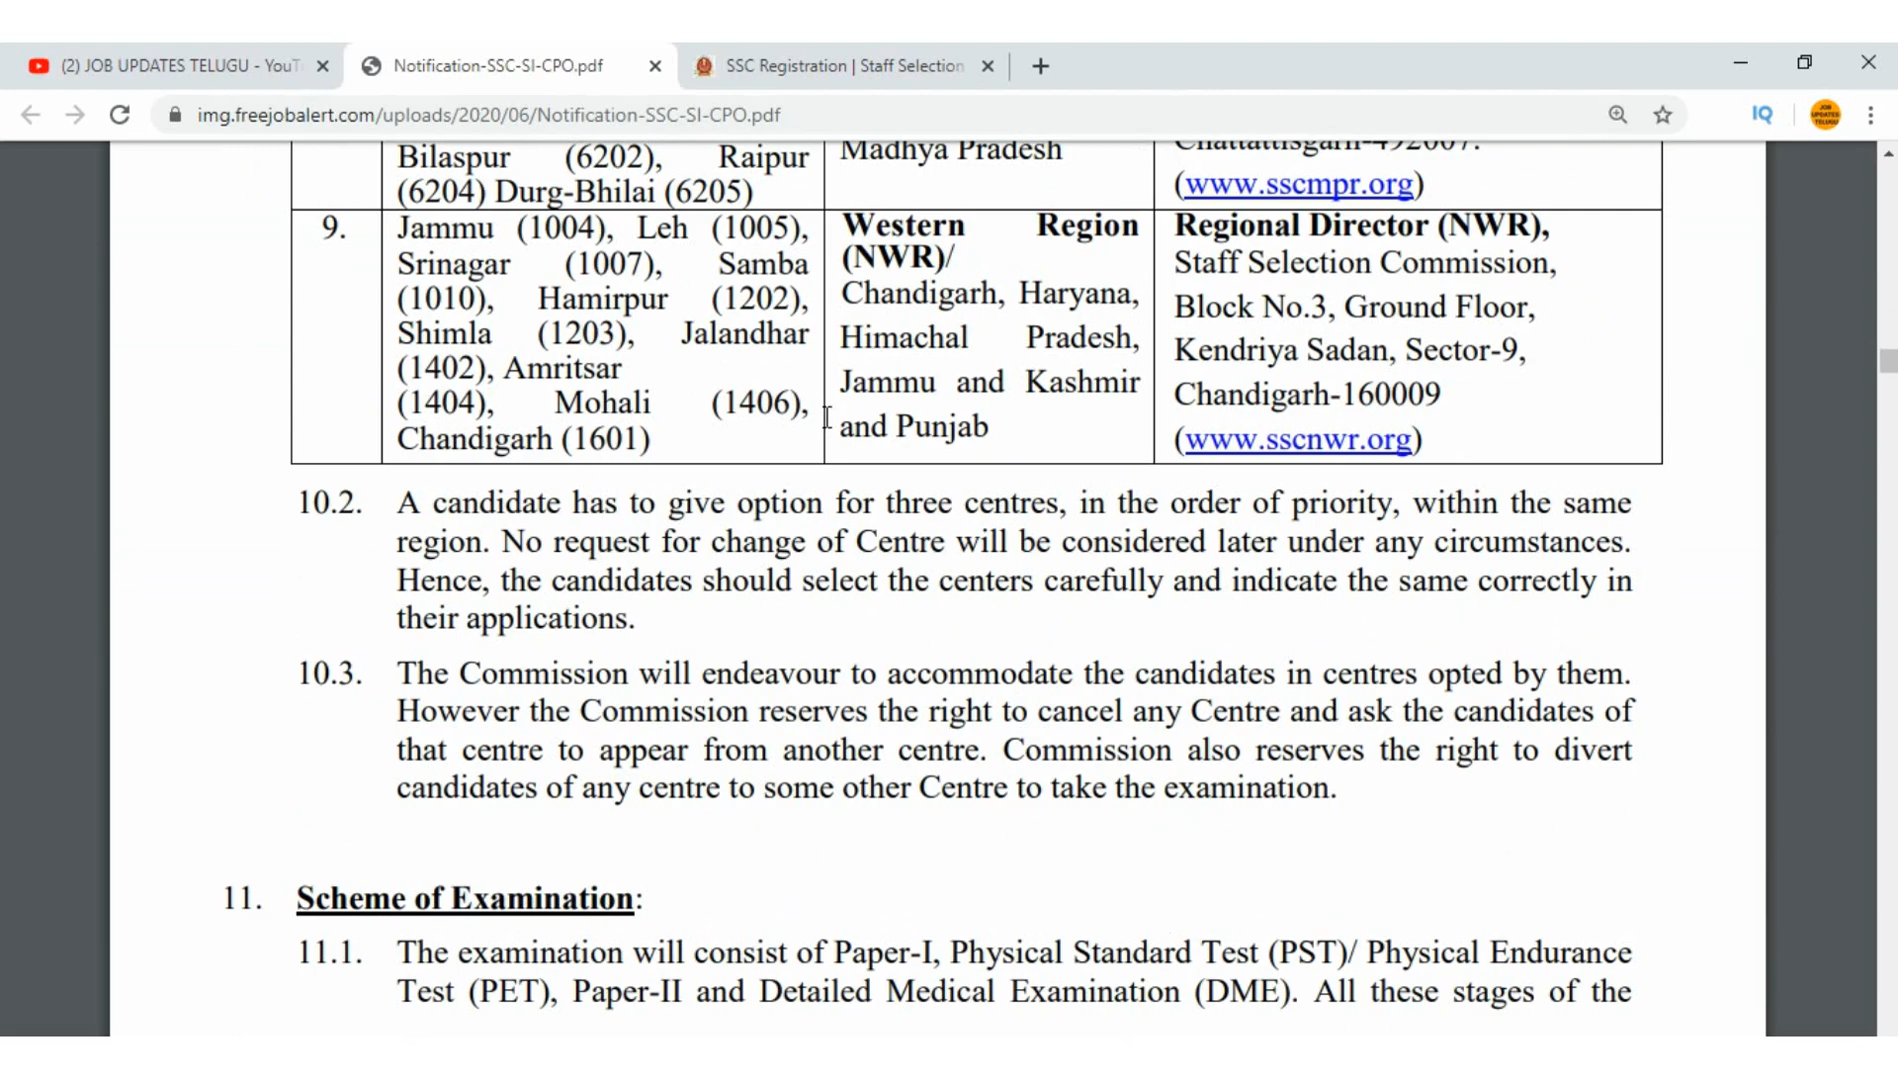 (2) JOB UPDATES TELUGU - YouT
Notification-SSC-SI-CPO.pdf
SSC Registration | Staff Selection
img.freejobalert.com/uploads/2020/06/Notification-SSC-SI-CPO.pdf
IQ
JOB
UPDATES
TELUGU
Bilaspur (6202), Raipur
(6204) Durg-Bhilai (6205)
Madhya Pradesh
(www.sscmpr.org)
9.
Jammu (1004), Leh (1005),
Srinagar (1007), Samba
(1010), Hamirpur (1202),
Shimla (1203), Jalandhar
(1402), Amritsar
(1404), Mohali (1406),
Chandigarh (1601)
Western Region
(NWR)/
Chandigarh, Haryana,
Himachal Pradesh,
Jammu and Kashmir
and Punjab
Regional Director (NWR),
Staff Selection Commission,
Block No.3, Ground Floor,
Kendriya Sadan, Sector-9,
Chandigarh-160009
(www.sscnwr.org)
10.2. A candidate has to give option for three centres, in the order of priority, within the same
region. No request for change of Centre will be considered later under any circumstances.
Hence, the candidates should select the centers carefully and indicate the same correctly in
their applications.
10.3. The Commission will endeavour to accommodate the candidates in centres opted by them.
However the Commission reserves the right to cancel any Centre and ask the candidates of
that centre to appear from another centre. Commission also reserves the right to divert
candidates of any centre to some other Centre to take the examination.
11. Scheme of Examination:
11.1. The examination will consist of Paper-I, Physical Standard Test (PST)/ Physical Endurance
Test (PET), Paper-II and Detailed Medical Examination (DME). All these stages of the